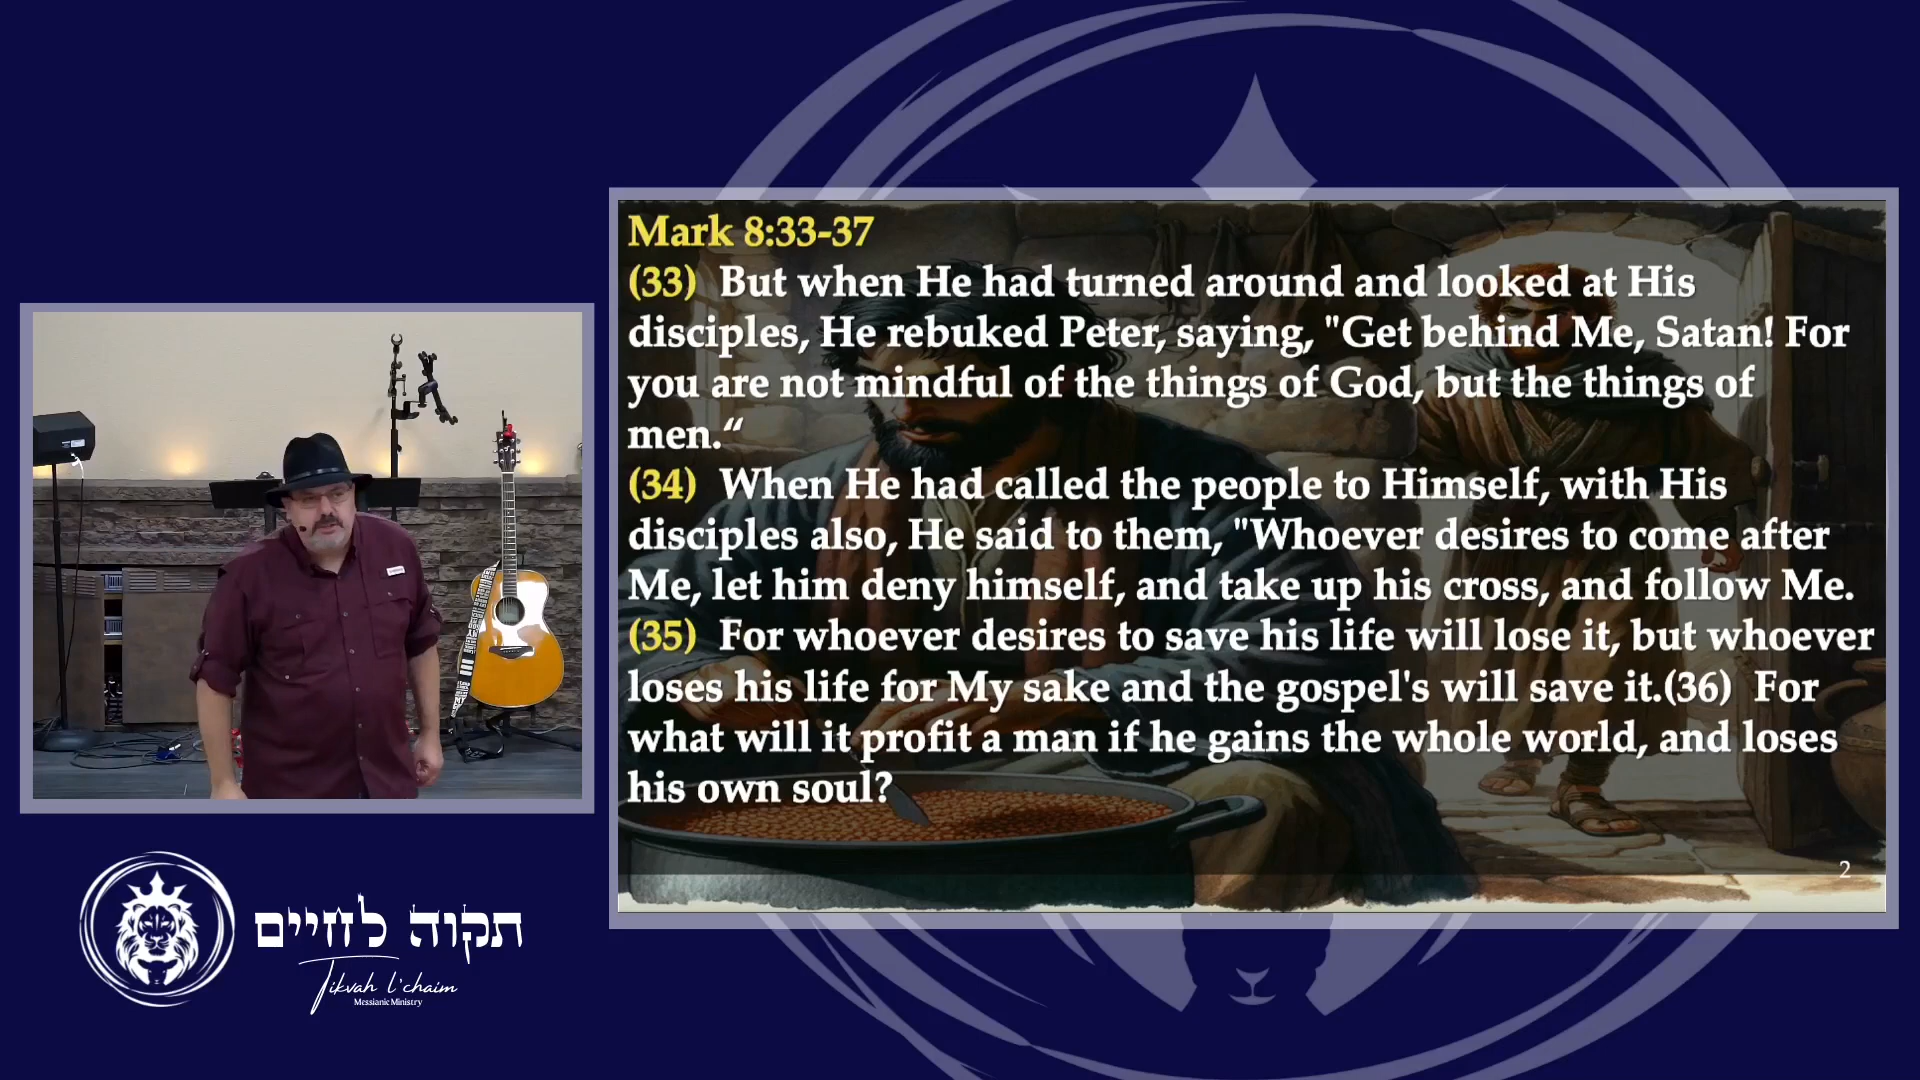 Mark 8:33-37
(33)  But when He had turned around and looked at His
disciples, He rebuked Peter, saying, "Get behind Me, Satan! For
you are not mindful of the things of God, but the things of
men.“
(34)  When He had called the people to Himself, with His
disciples also, He said to them, "Whoever desires to come after
Me, let him deny himself, and take up his cross, and follow Me.
(35)  For whoever desires to save his life will lose it, but whoever
loses his life for My sake and the gospel's will save it.(36)  For
what will it profit a man if he gains the whole world, and loses
his own soul?
2
תקוה לחיים
Tikvah l'chaim
Messianic Ministry